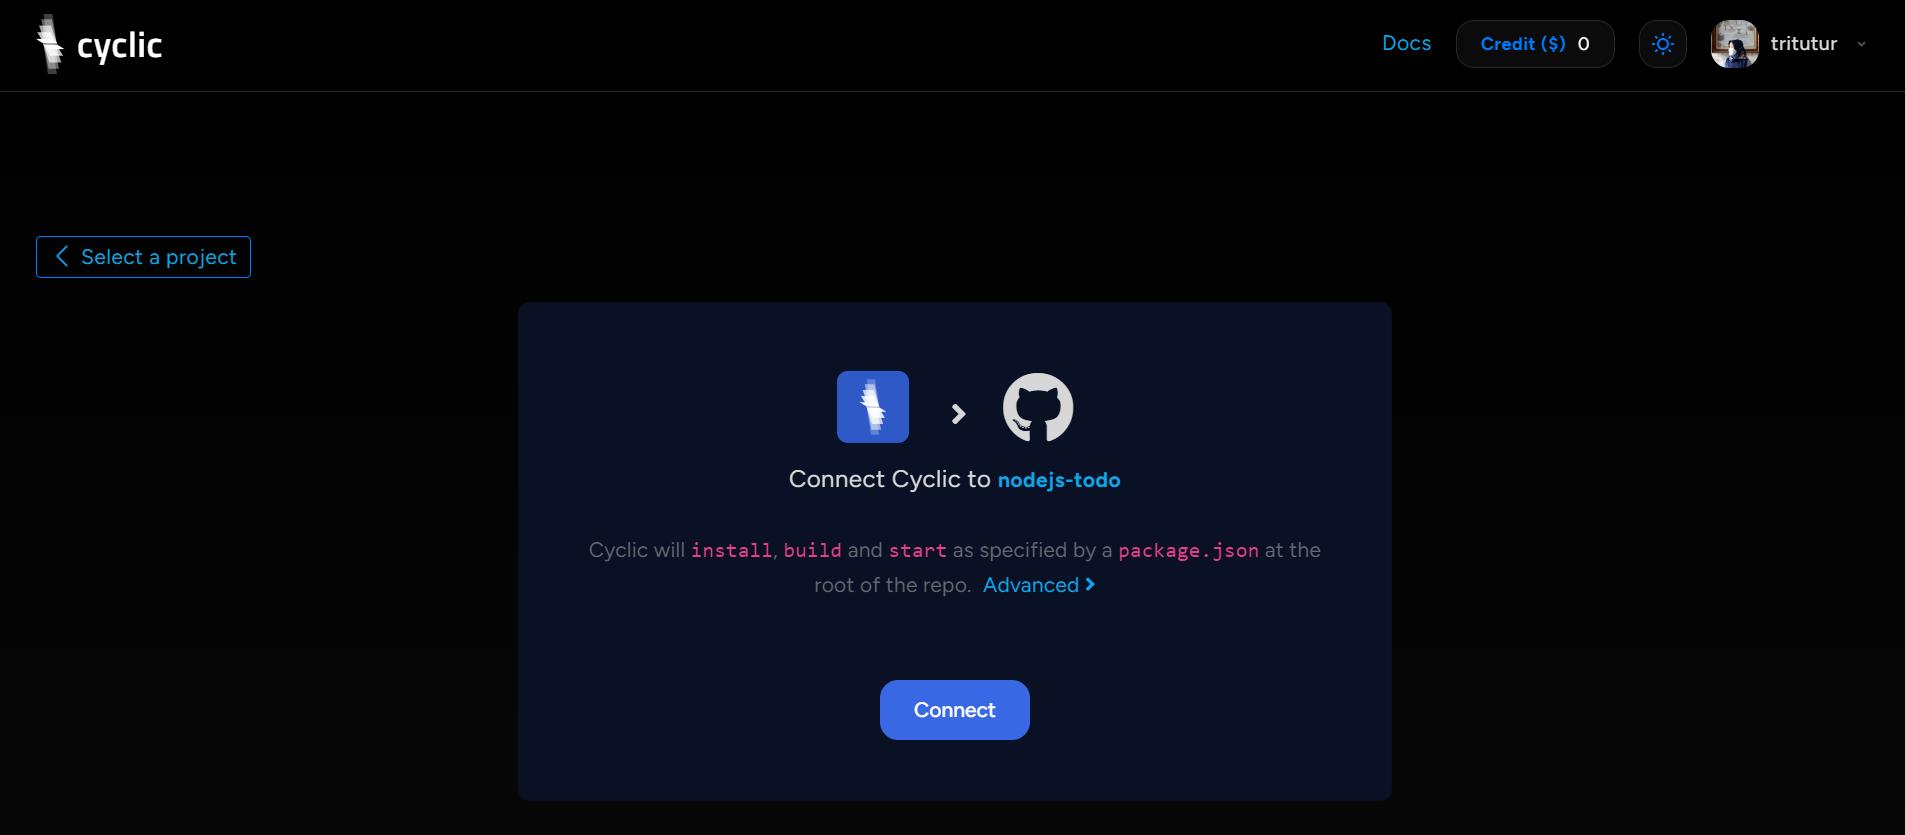 cyclic
Docs
Credit ($) 0
tritutur
Select a project
Connect Cyclic to nodejs-todo
Cyclic will install, build and start as specified by a package.json at the
root of the repo. Advanced
Connect